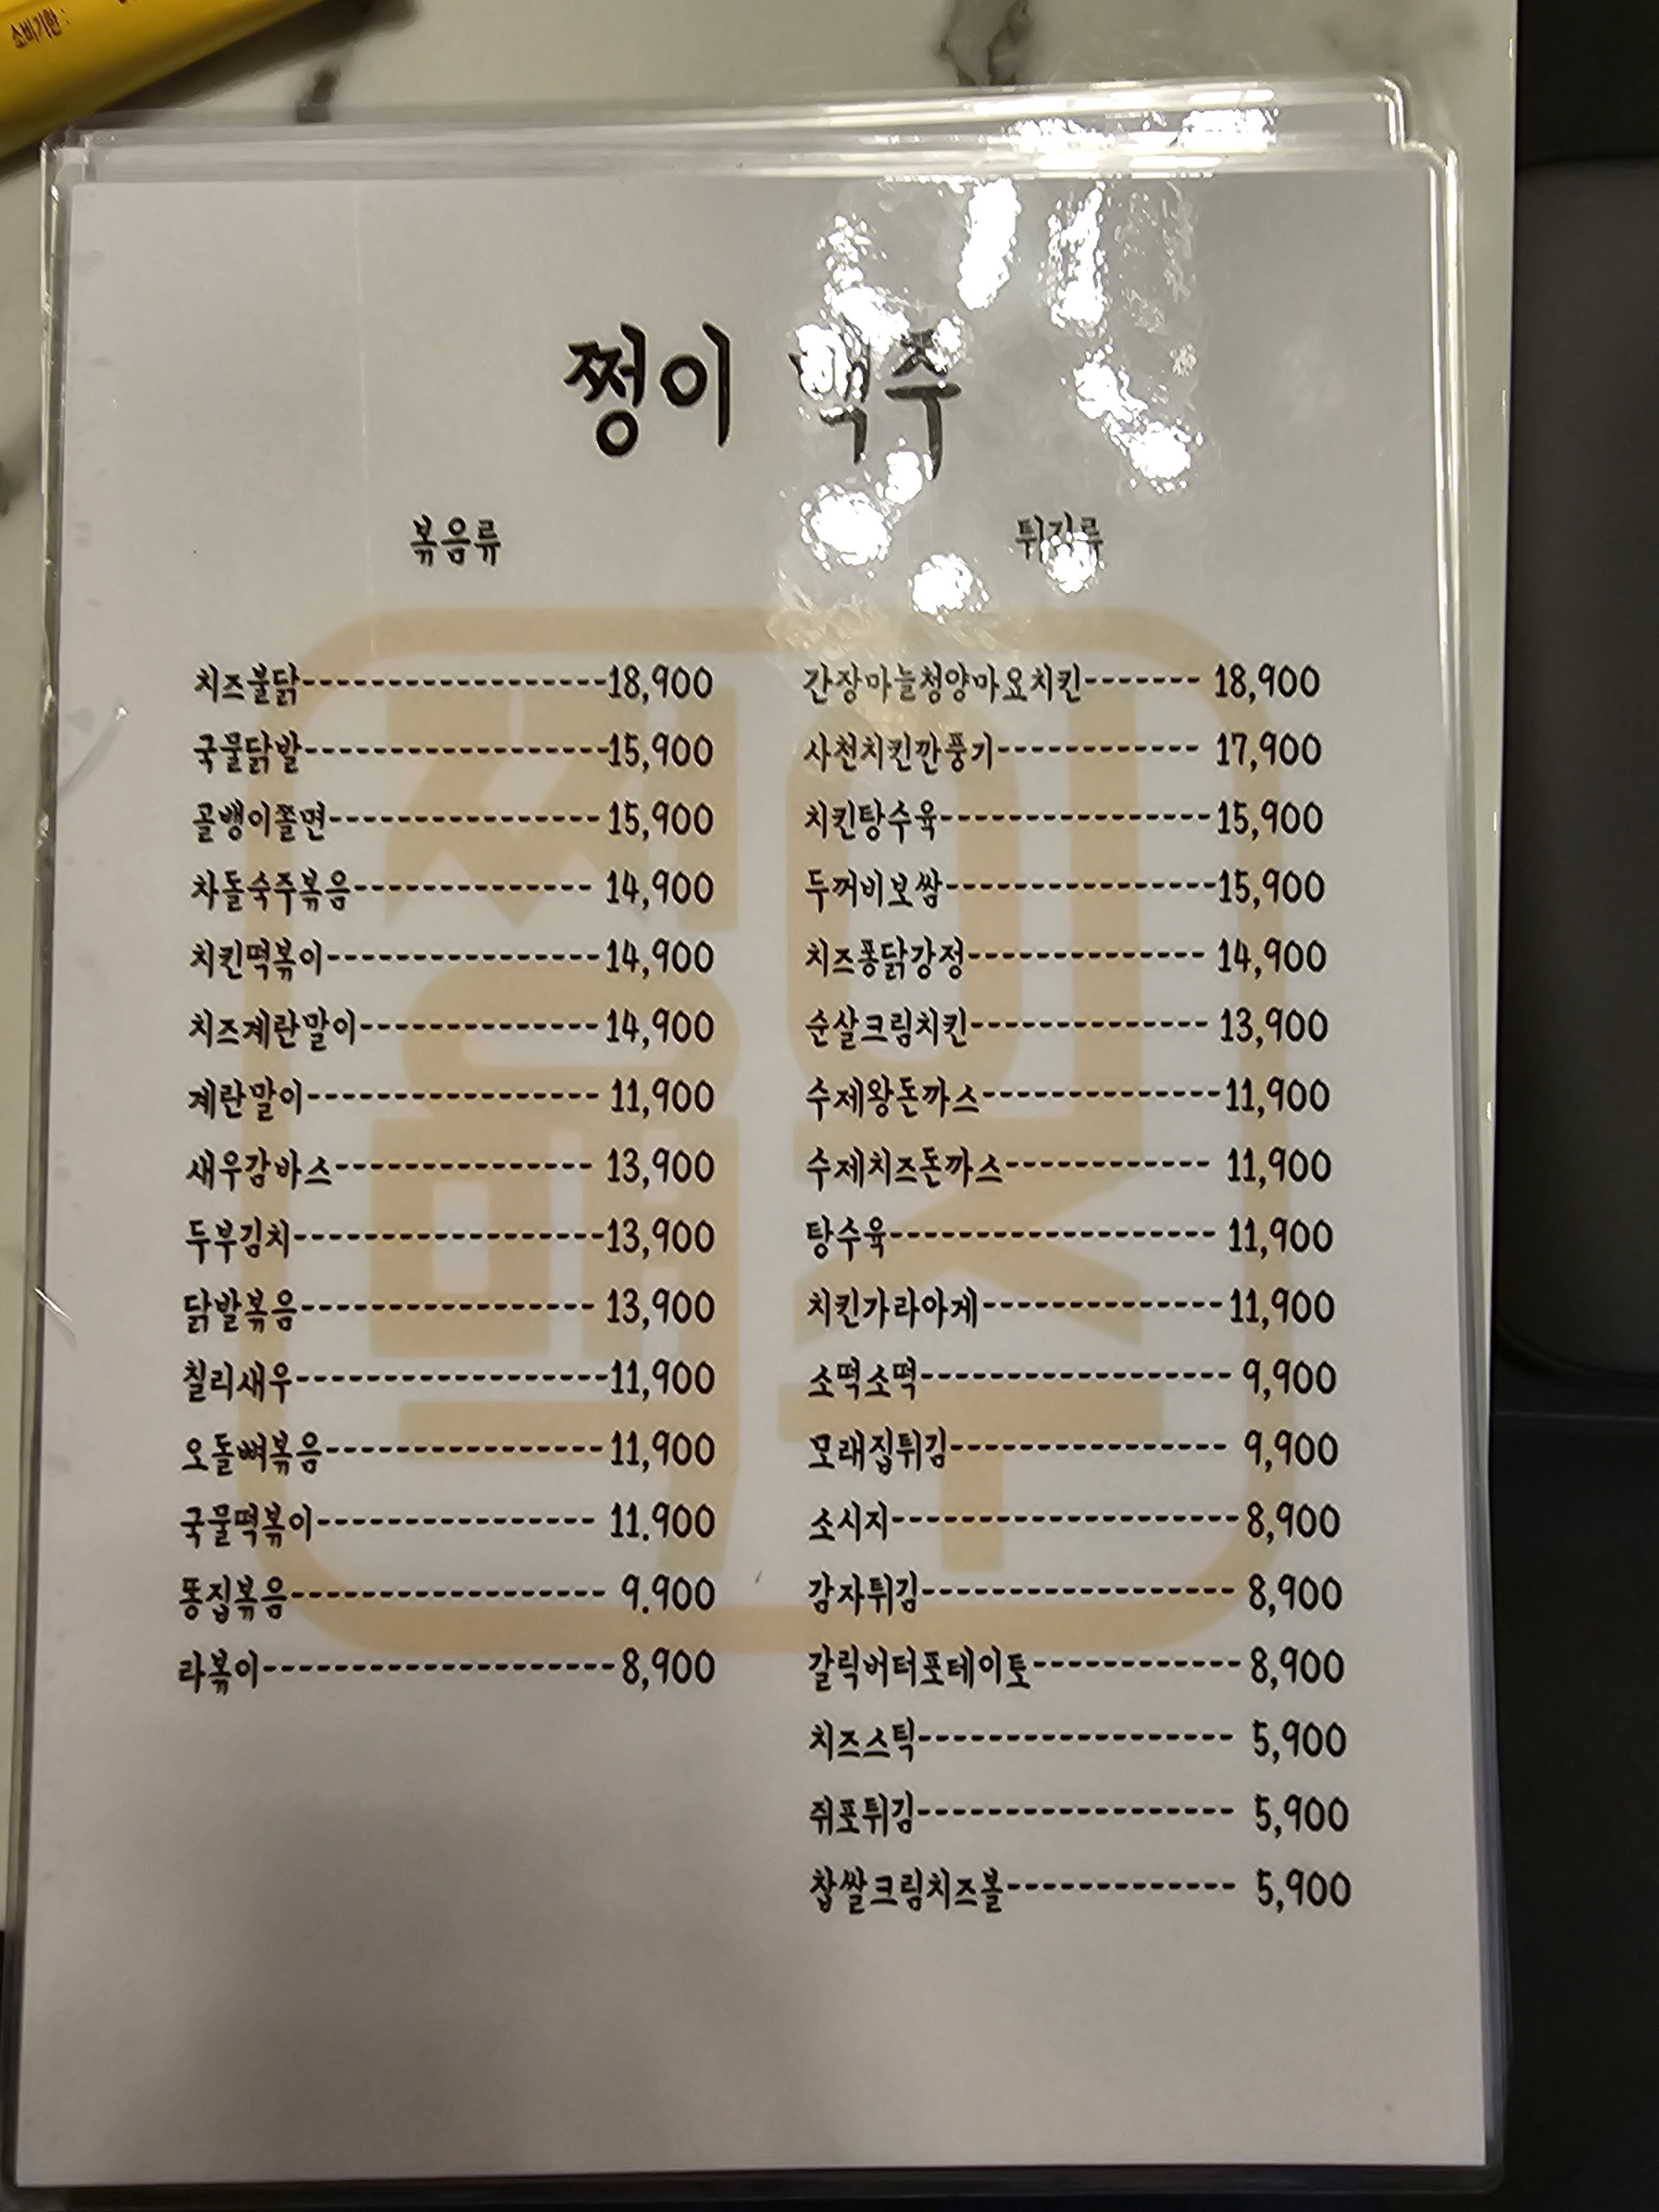 소비기한 :
쩡이 맥주
볶음류
치즈불닭------------------18,900
국물닭발------------------15,900
골뱅이쫄면----------------15,900
차돌숙주볶음-------------- 14,900
치킨떡볶이----------------14,900
치즈계란말이--------------14,900
계란말이----------------- 11,900
새우감바스--------------- 13,900
두부김치------------------13,900
닭발볶음----------------- 13,900
칠리새우------------------11,900
오돌뼈볶음----------------11,900
국물떡볶이---------------- 11.900
똥집볶음------------------ 9.900
라볶이--------------------8,900
튀김류
간장마늘청양마요치킨------- 18,900
사천치킨깐풍기------------ 17,900
치킨탕수육----------------15,900
두꺼비보쌈----------------15,900
치즈퐁닭강정-------------- 14,900
순살크림치킨-------------- 13,900
수제왕돈까스--------------11,900
수제치즈돈까스------------ 11,900
탕수육------------------- 11,900
치킨가라아게--------------11,900
소떡소떡------------------ 9,900
모래집튀김---------------- 9,900
소시지--------------------8,900
감자튀김------------------ 8,900
갈릭버터포테이토------------8,900
치즈스틱------------------ 5,900
쥐포튀김------------------ 5,900
찹쌀크림치즈볼------------- 5,900